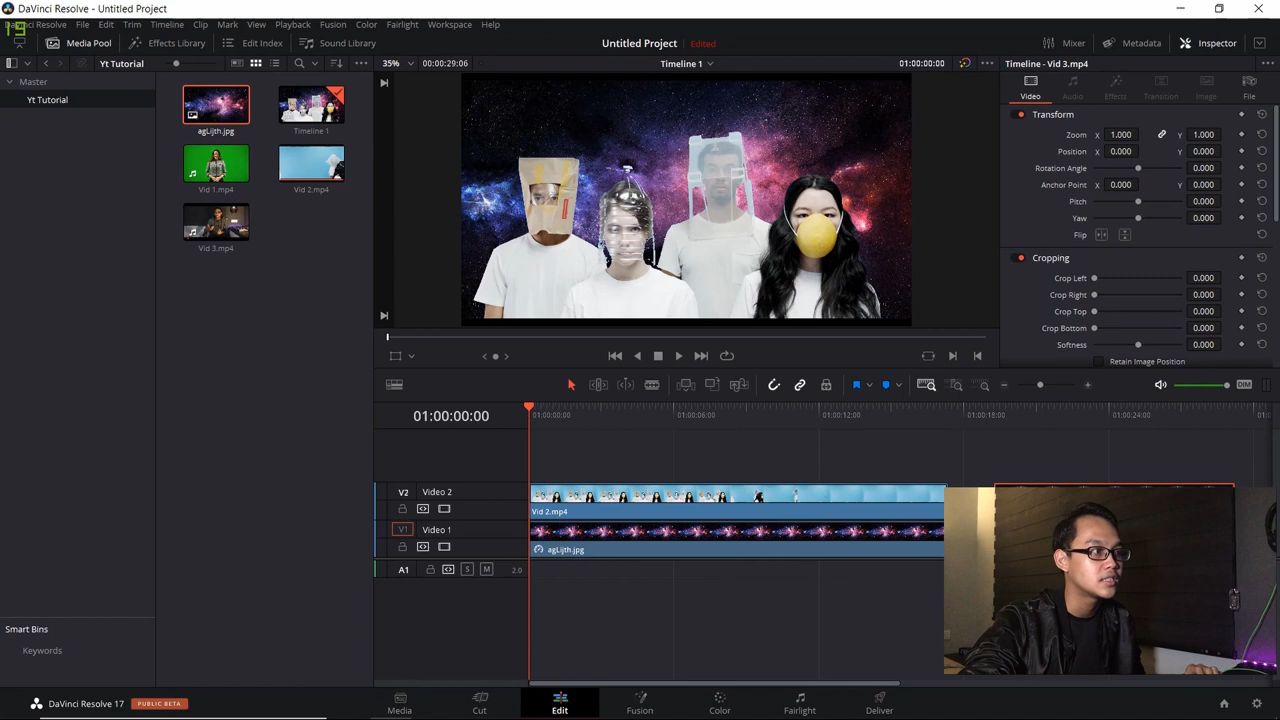 DaVinci Resolve - Untitled Project
19
DaVinci Resolve File Edit Trim Timeline Clip Mark View Playback Fusion Color Fairlight Workspace Help
Media Pool Effects Library Edit Index Sound Library Untitled Project Edited Mixer Metadata Inspector
Yt Tutorial 35% 00:00:29:06 Timeline 1 01:00:00:00 Timeline - Vid 3.mp4
Master
Yt Tutorial
agLijth.jpg
Timeline 1
Vid 1.mp4
Vid 2.mp4
Vid 3.mp4
Smart Bins
Keywords
Video Audio Effects Transition Image File
Transform
Zoom X 1.000 Y 1.000
Position X 0.000 Y 0.000
Rotation Angle 0.000
Anchor Point X 0.000 Y 0.000
Pitch 0.000
Yaw 0.000
Flip
Cropping
Crop Left 0.000
Crop Right 0.000
Crop Top 0.000
Crop Bottom 0.000
Softness 0.000
Retain Image Position
DIM
01:00:00:00
01:00:00:00 01:00:06:00 01:00:12:00 01:00:18:00 01:00:24:00 01:0
V2 Video 2
Vid 2.mp4
V1 Video 1
agLijth.jpg
A1 S M 2.0
DaVinci Resolve 17 PUBLIC BETA
Media Cut Edit Fusion Color Fairlight Deliver